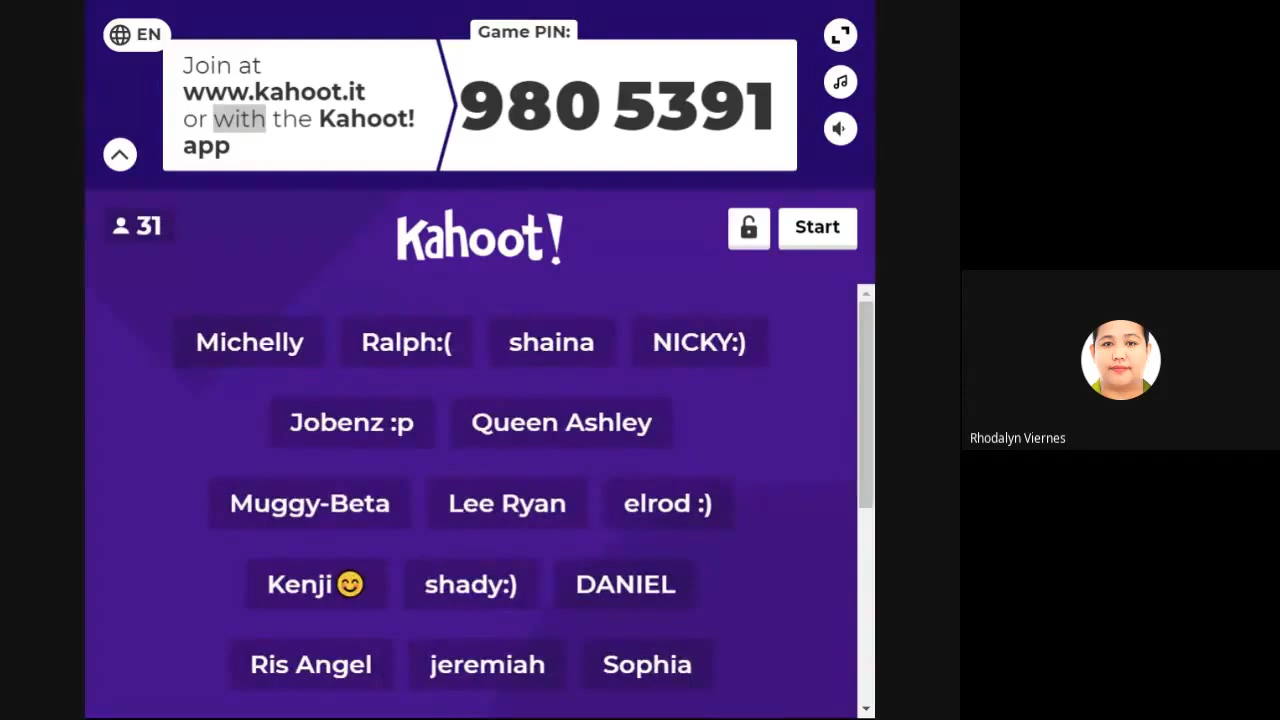 EN
Game PIN:
Join at
www.kahoot.it
or with the Kahoot!
app
980 5391
31
Kahoot!
Start
Michelly Ralph:( shaina NICKY:)
Jobenz :p Queen Ashley
Muggy-Beta Lee Ryan elrod :)
Kenji😊 shady:) DANIEL
Ris Angel jeremiah Sophia
Rhodalyn Viernes